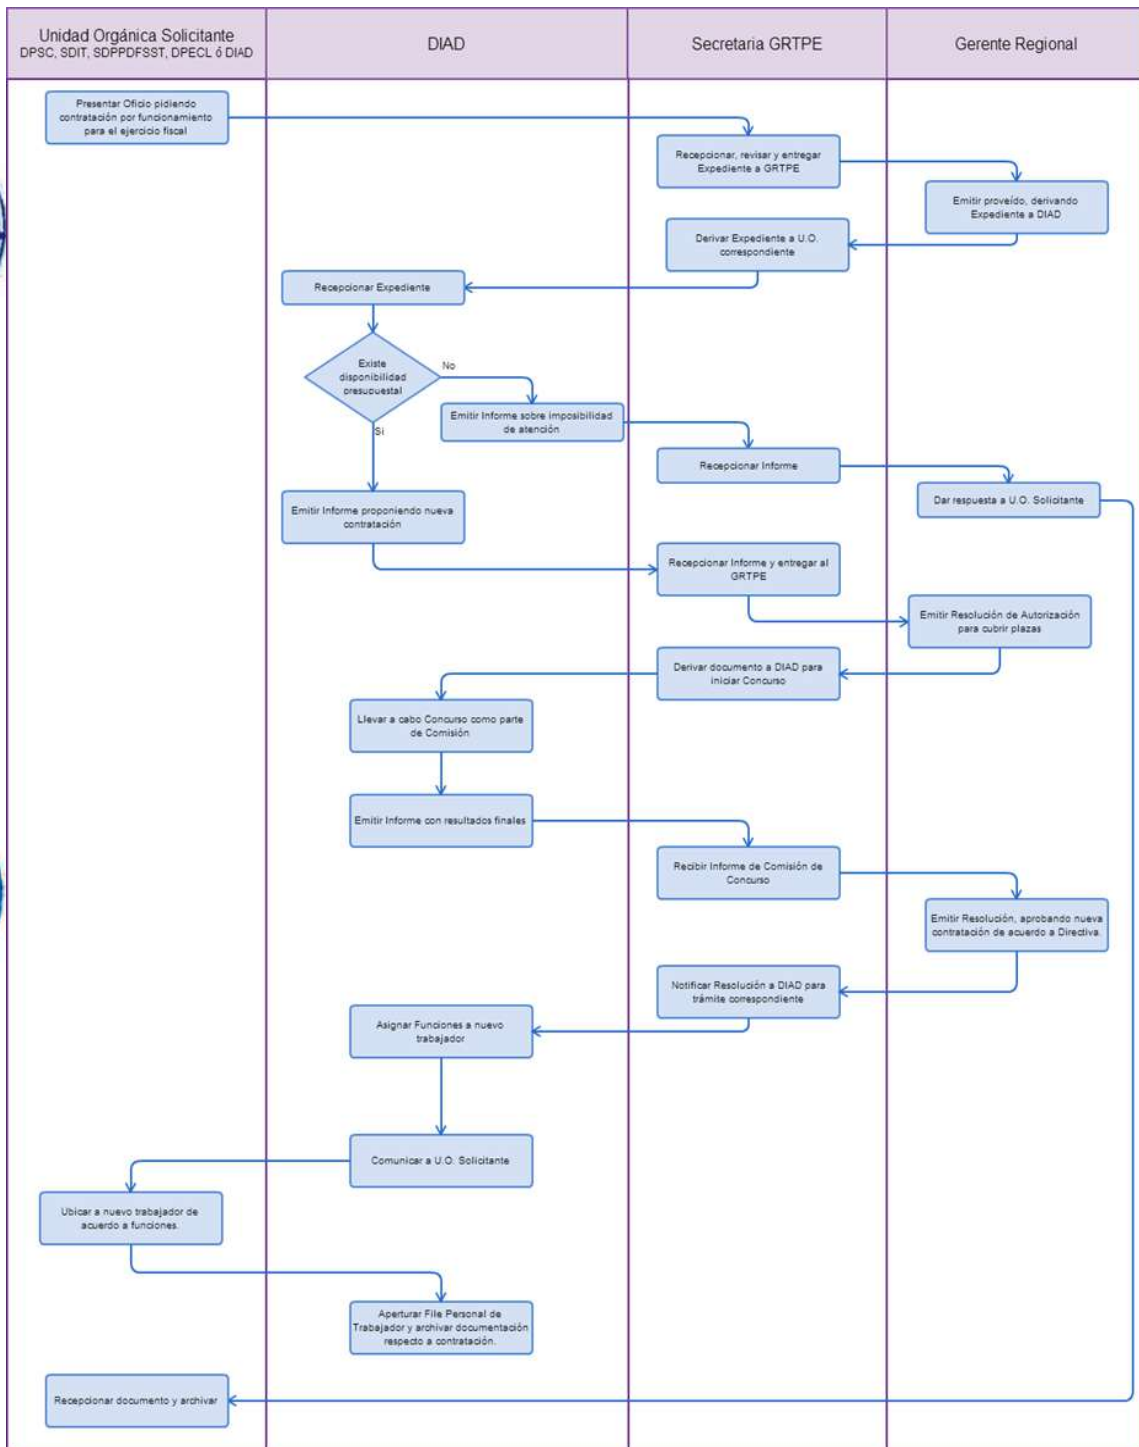 Unidad Orgánica Solicitante
DPSC, SDIT, SDPPDFSST, DPECL ó DIAD
DIAD
Secretaria GRTPE
Gerente Regional
Presentar Oficio pidiendo
contratación por funcionamiento
para el ejercicio fiscal
Recepcionar, revisar y entregar
Expediente a GRTPE
Emitir proveído, derivando
Expediente a DIAD
Derivar Expediente a U.O.
correspondiente
Recepcionar Expediente
Existe
disponibilidad
presupuestal
No
Si
Emitir Informe sobre imposibilidad
de atención
Recepcionar Informe
Dar respuesta a U.O. Solicitante
Emitir Informe proponiendo nueva
contratación
Recepcionar Informe y entregar al
GRTPE
Emitir Resolución de Autorización
para cubrir plazas
Derivar documento a DIAD para
iniciar Concurso
Llevar a cabo Concurso como parte
de Comisión
Emitir Informe con resultados finales
Recibir Informe de Comisión de
Concurso
Emitir Resolución, aprobando nueva
contratación de acuerdo a Directiva.
Notificar Resolución a DIAD para
trámite correspondiente
Asignar Funciones a nuevo
trabajador
Comunicar a U.O. Solicitante
Ubicar a nuevo trabajador de
acuerdo a funciones.
Aperturar File Personal de
Trabajador y archivar documentación
respecto a contratación.
Recepcionar documento y archivar